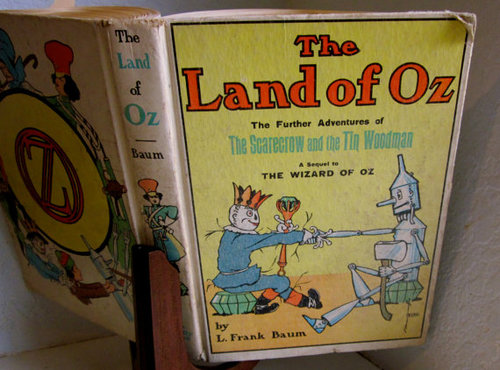 The
Land
of
Oz
Baum
OZ
The
Land of Oz
The Further Adventures of
The Scarecrow and the Tin Woodman
A Sequel to
THE WIZARD OF OZ
by
L. Frank Baum